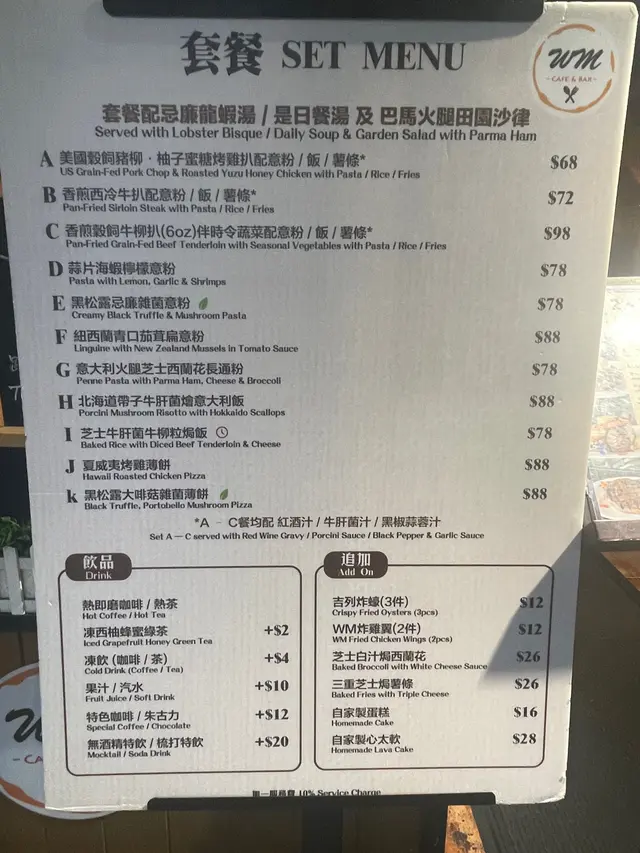 套餐 SET MENU
WM
- CAFE & BAR -
套餐配忌廉龍蝦湯 / 是日餐湯 及 巴馬火腿田園沙律
Served with Lobster Bisque / Daily Soup & Garden Salad with Parma Ham
A 美國穀飼豬柳 · 柚子蜜糖烤雞扒配意粉 / 飯 / 薯條* $68
US Grain-Fed Pork Chop & Roasted Yuzu Honey Chicken with Pasta / Rice / Fries
B 香煎西冷牛扒配意粉 / 飯 / 薯條* $72
Pan-Fried Sirloin Steak with Pasta / Rice / Fries
C 香煎穀飼牛柳扒(6oz)伴時令蔬菜配意粉 / 飯 / 薯條* $98
Pan-Fried Grain-Fed Beef Tenderloin with Seasonal Vegetables with Pasta / Rice / Fries
D 蒜片海蝦檸檬意粉 $78
Pasta with Lemon, Garlic & Shrimps
E 黑松露忌廉雜菌意粉 $78
Creamy Black Truffle & Mushroom Pasta
F 紐西蘭青口茄茸扁意粉 $88
Linguine with New Zealand Mussels in Tomato Sauce
G 意大利火腿芝士西蘭花長通粉 $78
Penne Pasta with Parma Ham, Cheese & Broccoli
H 北海道帶子牛肝菌燴意大利飯 $88
Porcini Mushroom Risotto with Hokkaido Scallops
I 芝士牛肝菌牛柳粒焗飯 $78
Baked Rice with Diced Beef Tenderloin & Cheese
J 夏威夷烤雞薄餅 $88
Hawaii Roasted Chicken Pizza
k 黑松露大啡菇雜菌薄餅 $88
Black Truffle, Portobello Mushroom Pizza
*A – C餐均配 紅酒汁 / 牛肝菌汁 / 黑椒蒜蓉汁
Set A — C served with Red Wine Gravy / Porcini Sauce / Black Pepper & Garlic Sauce
飲品
Drink
熱即磨咖啡 / 熱茶
Hot Coffee / Hot Tea
凍西柚蜂蜜綠茶 +$2
Iced Grapefruit Honey Green Tea
凍飲 (咖啡 / 茶) +$4
Cold Drink (Coffee / Tea)
果汁 / 汽水 +$10
Fruit Juice / Soft Drink
特色咖啡 / 朱古力 +$12
Special Coffee / Chocolate
無酒精特飲 / 梳打特飲 +$20
Mocktail / Soda Drink
追加
Add On
吉列炸蠔(3件) $12
Crispy Fried Oysters (3pcs)
WM炸雞翼(2件) $12
WM Fried Chicken Wings (2pcs)
芝士白汁焗西蘭花 $26
Baked Broccoli with White Cheese Sauce
三重芝士焗薯條 $26
Baked Fries with Triple Cheese
自家製蛋糕 $16
Homemade Cake
自家製心太軟 $28
Homemade Lava Cake
10% Service Charge